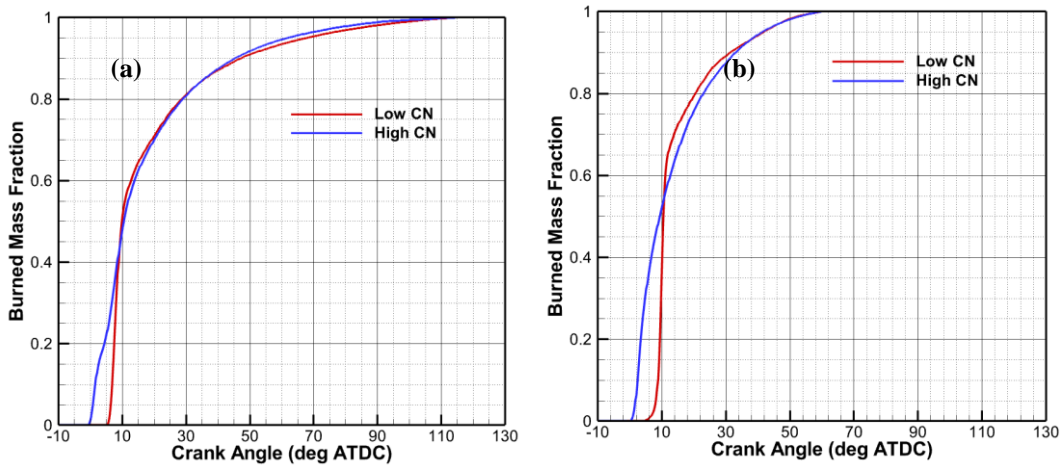 (a)
Low CN
High CN
Burned Mass Fraction
1
0.8
0.6
0.4
0.2
0
-10 10 30 50 70 90 110 130
Crank Angle (deg ATDC)
(b)
Low CN
High CN
Burned Mass Fraction
1
0.8
0.6
0.4
0.2
0
-10 10 30 50 70 90 110 130
Crank Angle (deg ATDC)